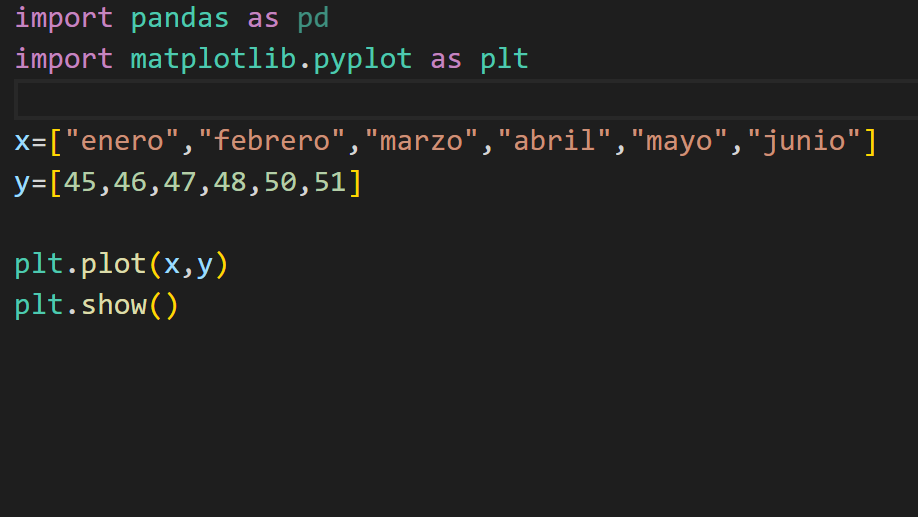 import pandas as pd
import matplotlib.pyplot as plt
x=["enero","febrero","marzo","abril","mayo","junio"]
y=[45,46,47,48,50,51]
plt.plot(x,y)
plt.show()